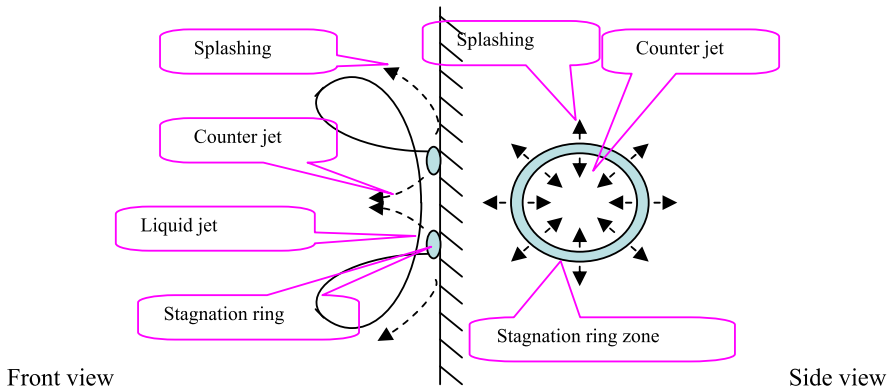 Splashing
Counter jet
Liquid jet
Stagnation ring
Front view
Splashing
Counter jet
Stagnation ring zone
Side view